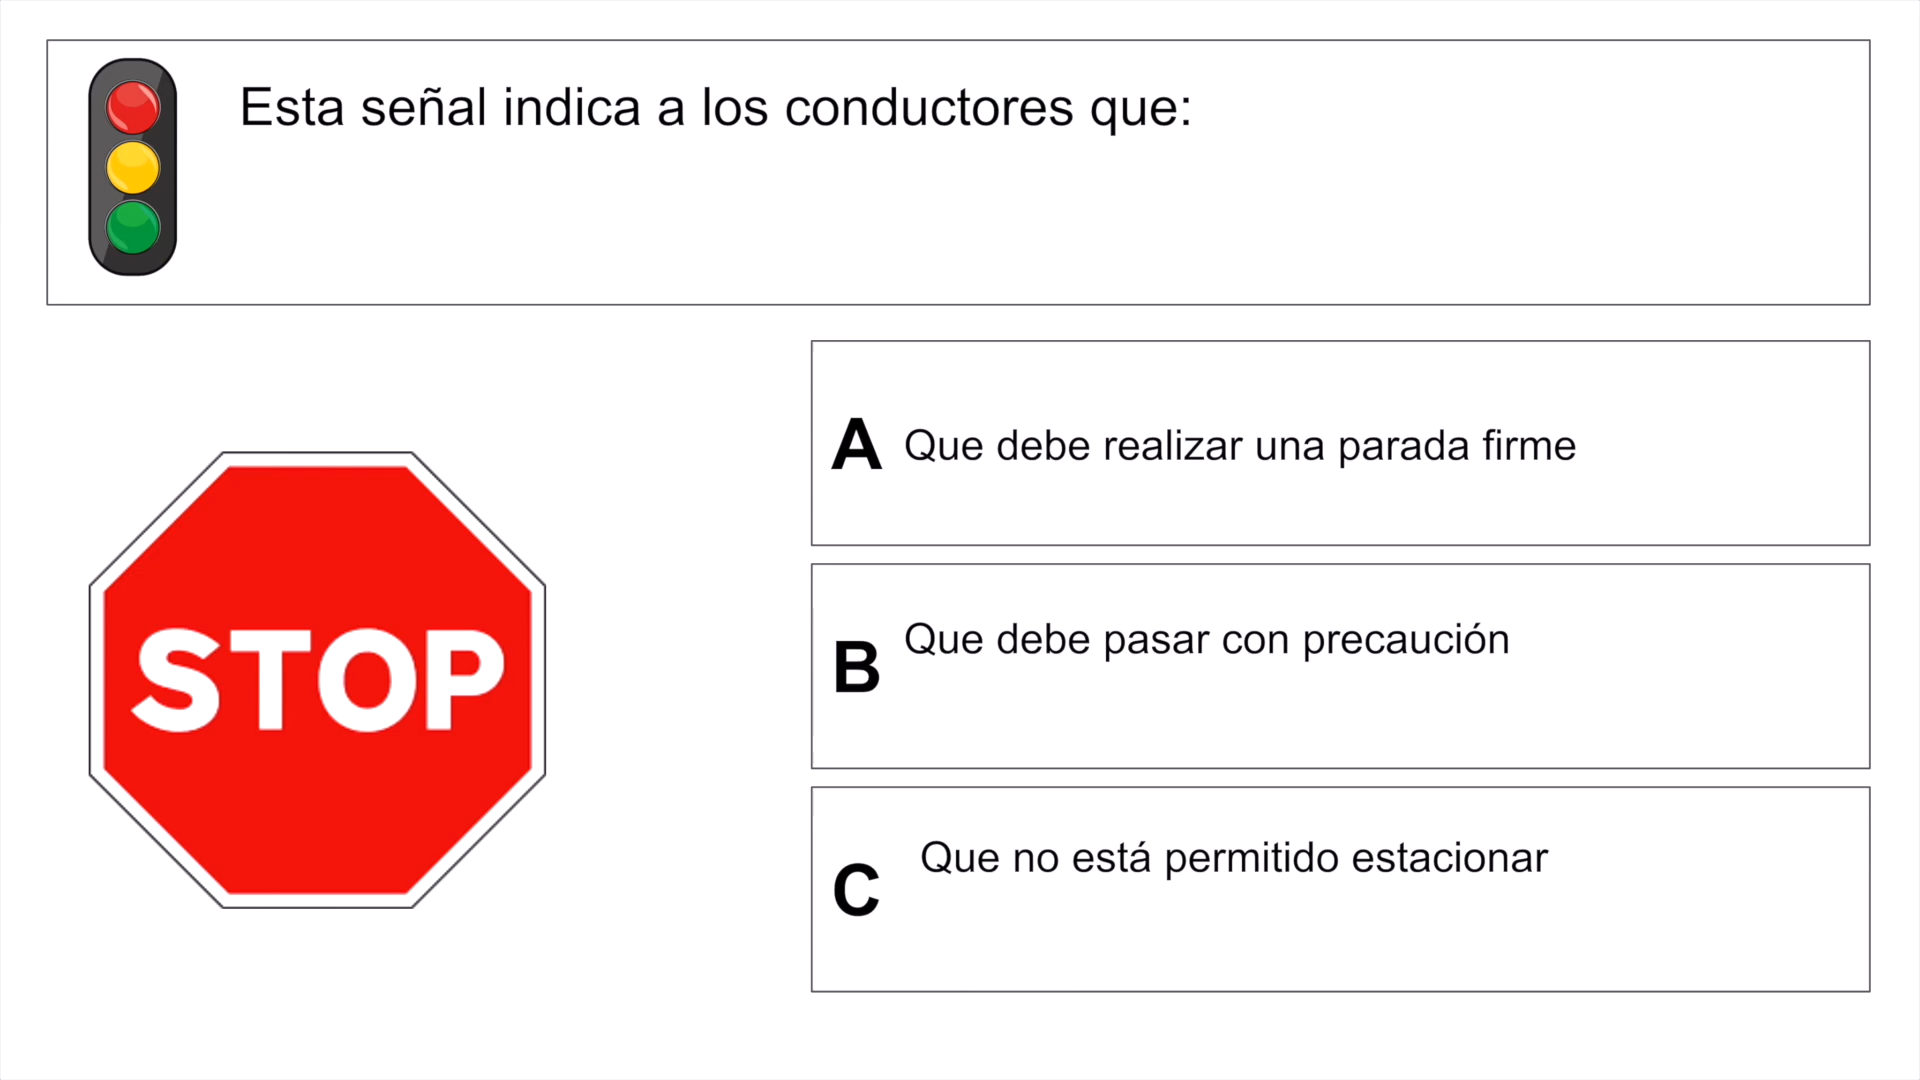 Esta señal indica a los conductores que:
A Que debe realizar una parada firme
STOP
B Que debe pasar con precaución
C Que no está permitido estacionar